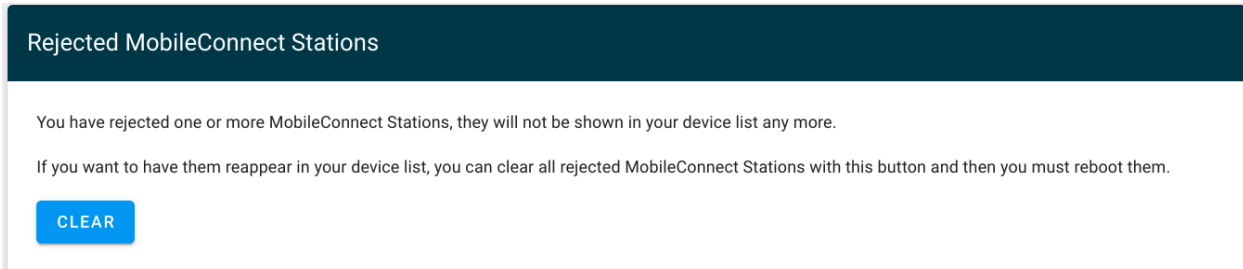 Rejected MobileConnect Stations
You have rejected one or more MobileConnect Stations, they will not be shown in your device list any more.
If you want to have them reappear in your device list, you can clear all rejected MobileConnect Stations with this button and then you must reboot them.
CLEAR